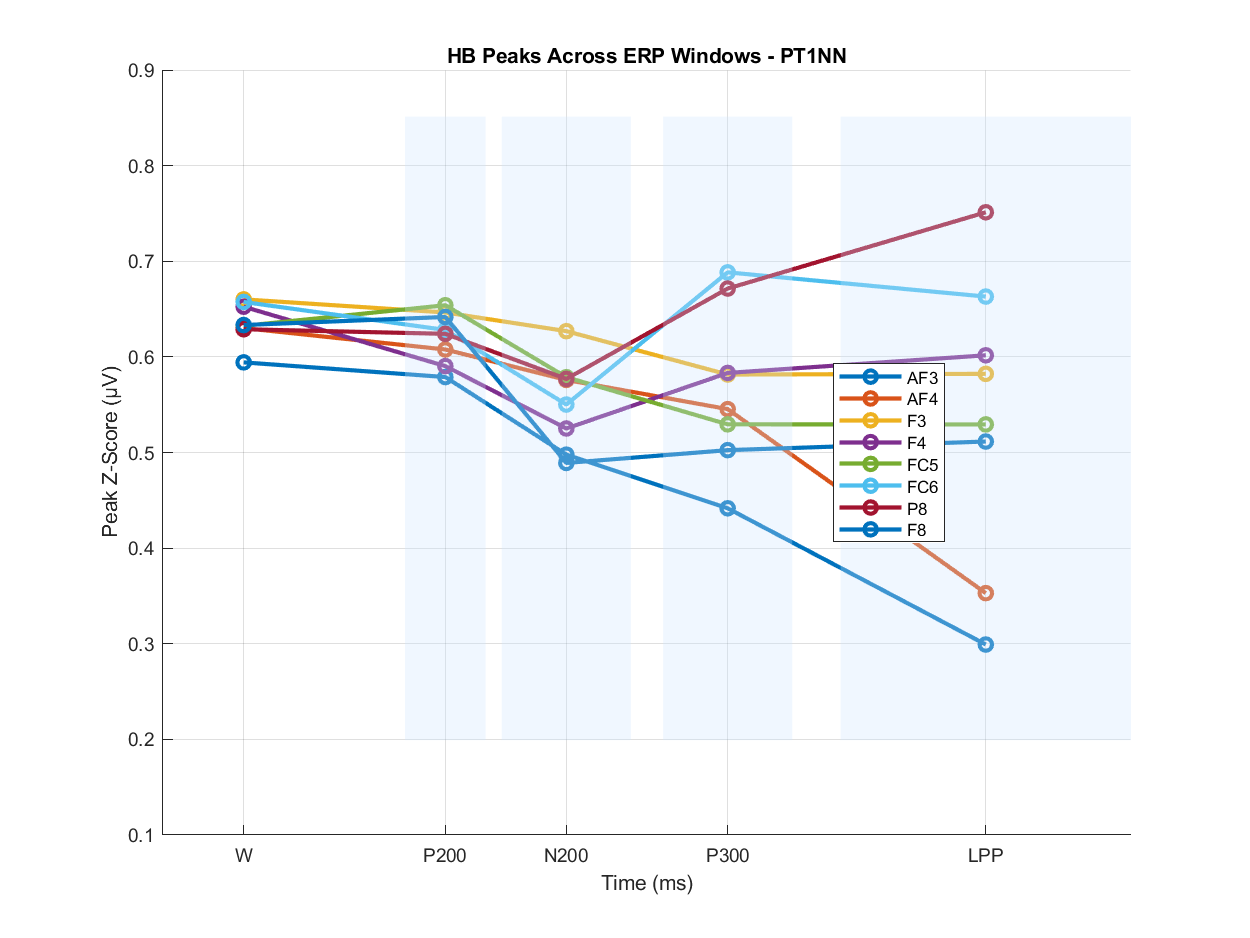 HB Peaks Across ERP Windows - PT1NN
0.9
0.8
0.7
0.6
0.5
0.4
0.3
0.2
0.1
Peak Z-Score (μV)
AF3
AF4
F3
F4
FC5
FC6
P8
F8
W P200 N200 P300 LPP
Time (ms)